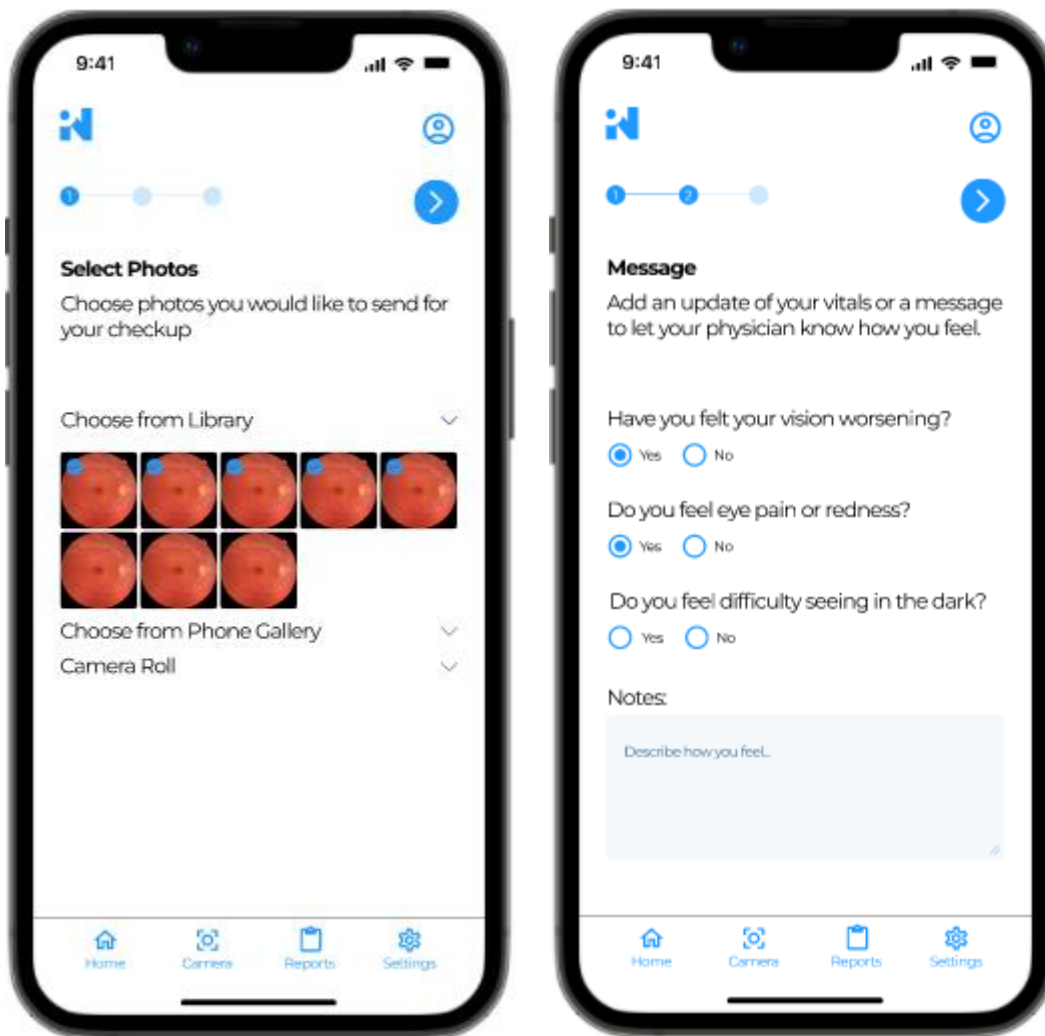 9:41
1
Select Photos
Choose photos you would like to send for
your checkup
Choose from Library
Choose from Phone Gallery
Camera Roll
Home Camera Reports Settings
9:41
1 2
Message
Add an update of your vitals or a message
to let your physician know how you feel.
Have you felt your vision worsening?
Yes No
Do you feel eye pain or redness?
Yes No
Do you feel difficulty seeing in the dark?
Yes No
Notes:
Describe how you feel...
Home Camera Reports Settings